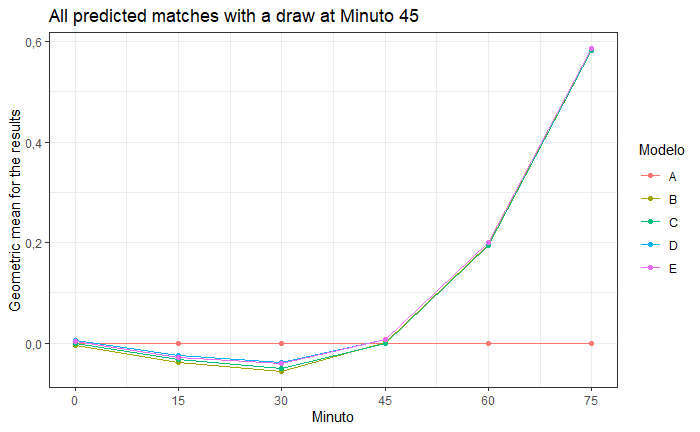 All predicted matches with a draw at Minuto 45
Geometric mean for the results
0,6
0,4
0,2
0,0
0
15
30
45
60
75
Minuto
Modelo
A
B
C
D
E